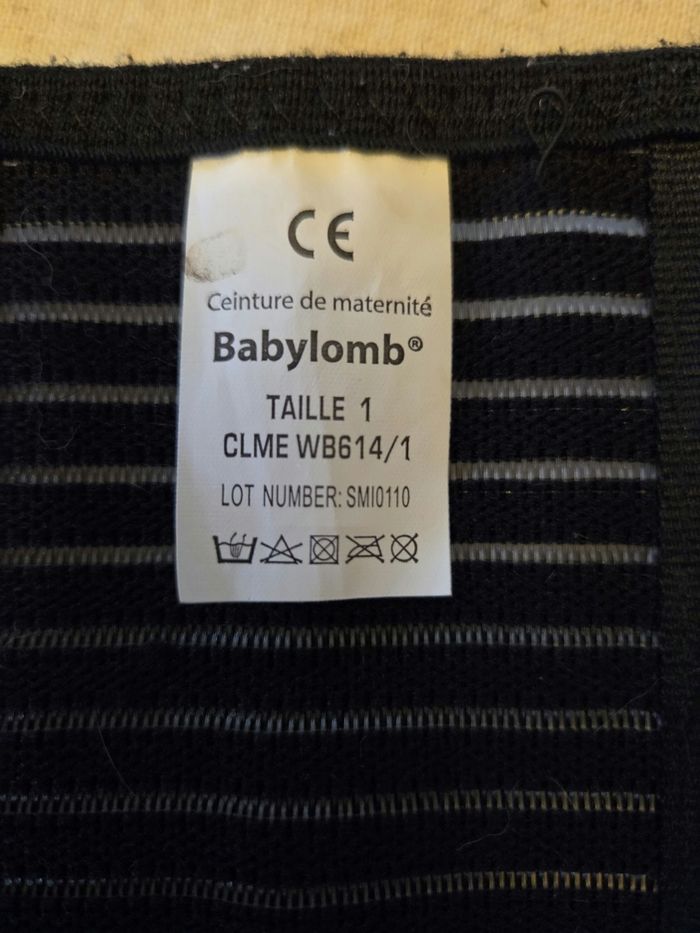 CE
Ceinture de maternité
Babylomb®
TAILLE 1
CLME WB614/1
LOT NUMBER: SMI0110